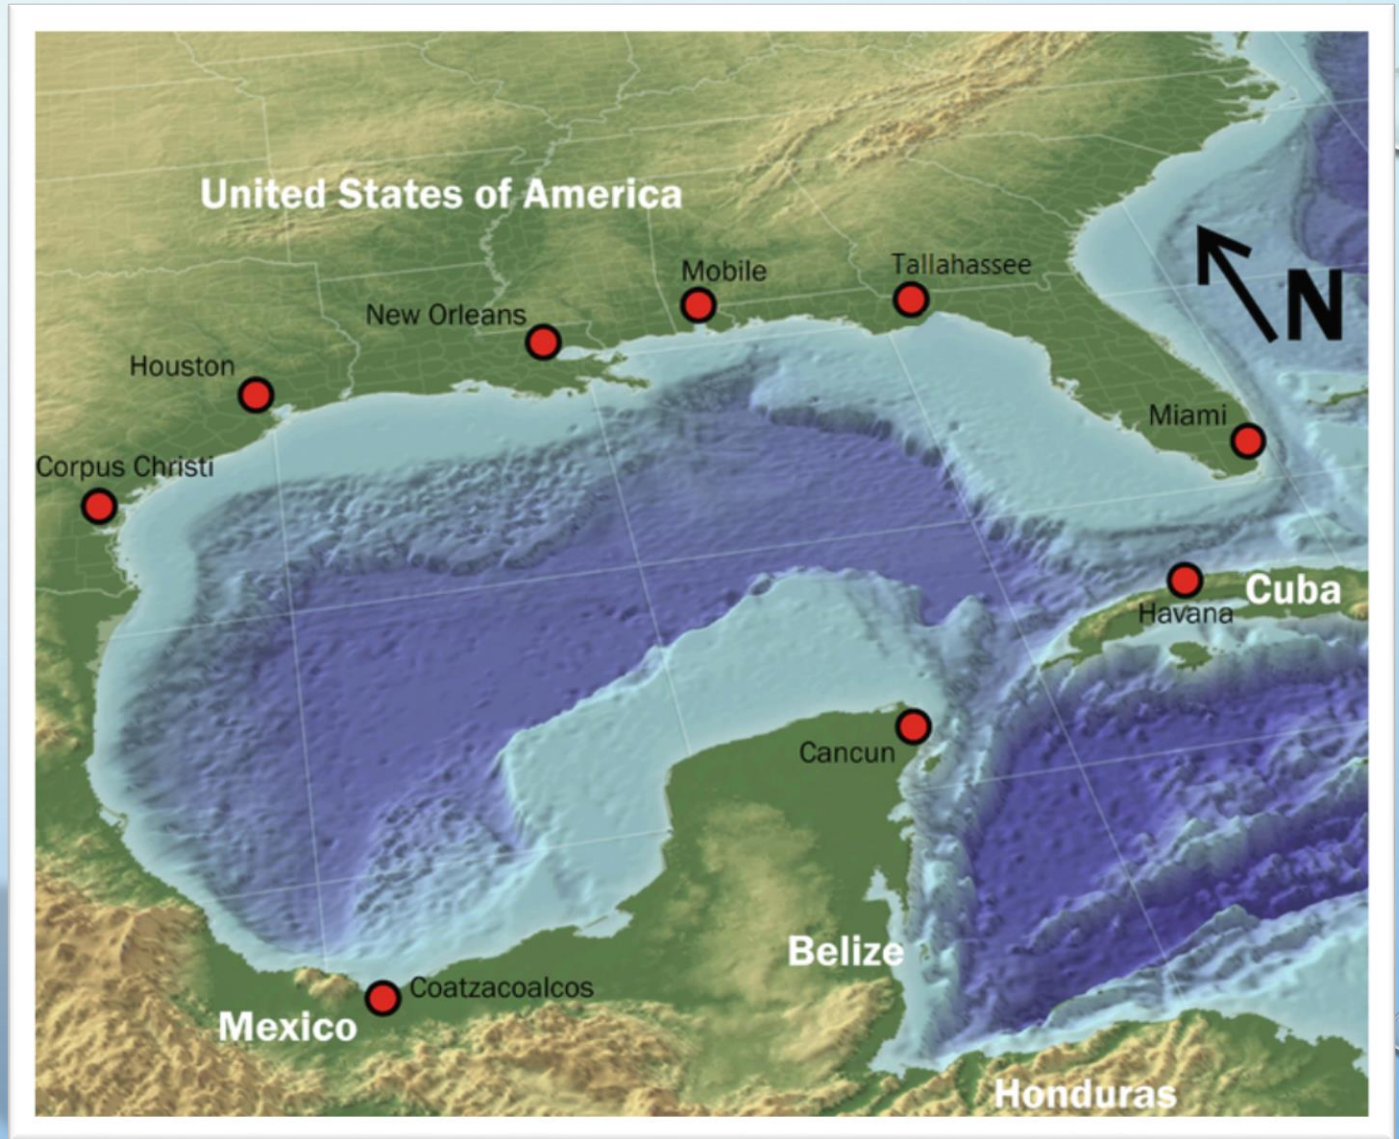 United States of America
Tallahassee
Mobile
N
New Orleans
Houston
Miami
Corpus Christi
Cuba
Havana
Cancun
Belize
Coatzacoalcos
Mexico
Honduras